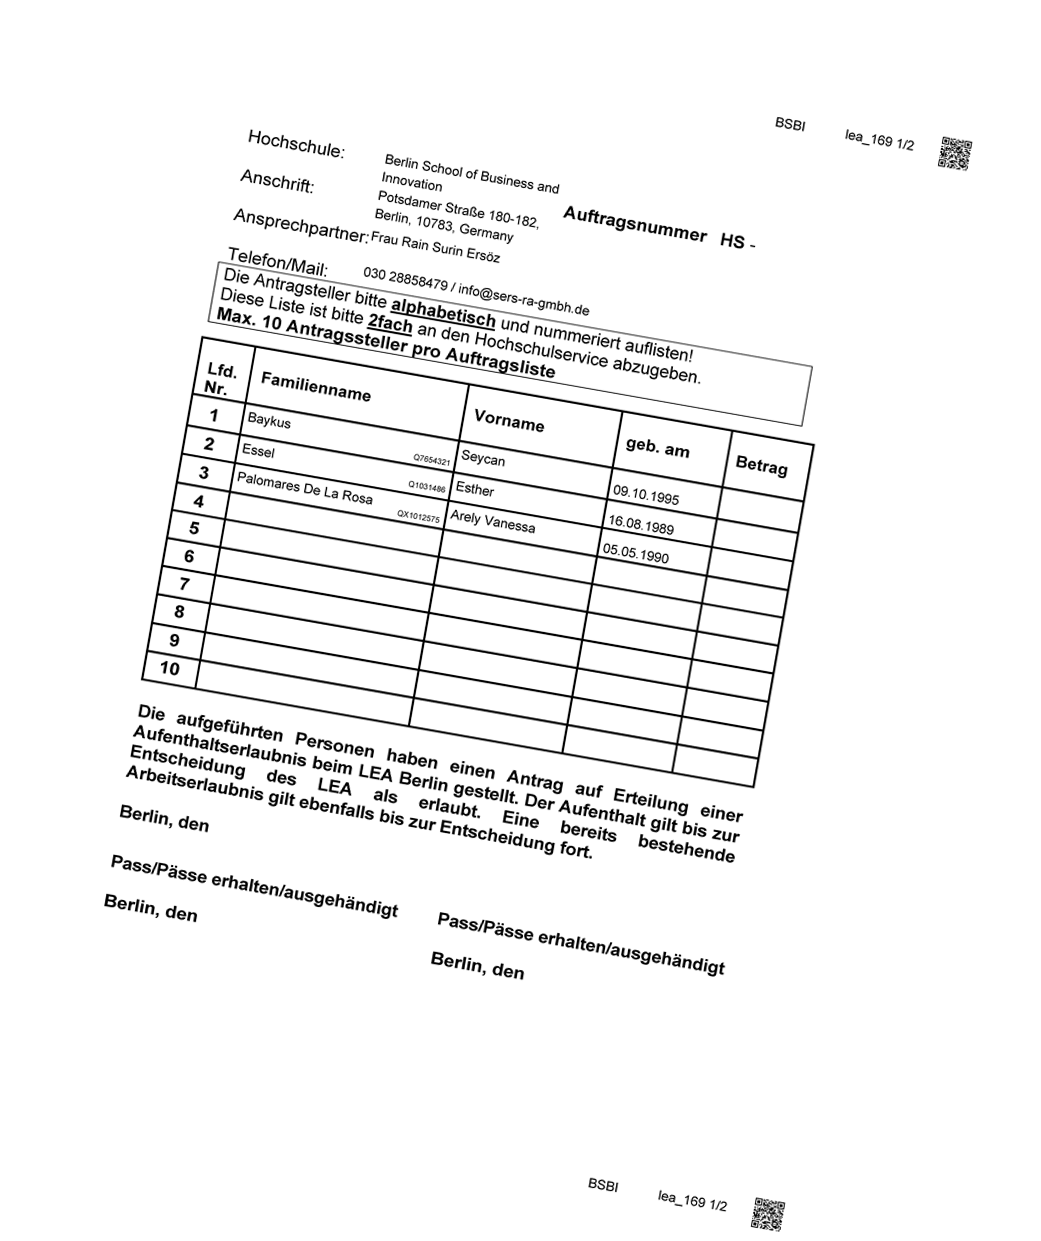 BSBI lea_169 1/2
Hochschule: Berlin School of Business and
Innovation
Anschrift: Potsdamer Straße 180-182,
Berlin, 10783, Germany
Auftragsnummer HS -
Ansprechpartner: Frau Rain Surin Ersöz
Telefon/Mail: 030 28858479 / info@sers-ra-gmbh.de
Die Antragsteller bitte alphabetisch und nummeriert auflisten!
Diese Liste ist bitte 2fach an den Hochschulservice abzugeben.
Max. 10 Antragssteller pro Auftragsliste
Lfd. Nr. Familienname Vorname geb. am Betrag
1 Baykus Q7654321 Seycan 09.10.1995
2 Essel Q1031486 Esther 16.08.1989
3 Palomares De La Rosa QX1012575 Arely Vanessa 05.05.1990
4
5
6
7
8
9
10
Die aufgeführten Personen haben einen Antrag auf Erteilung einer
Aufenthaltserlaubnis beim LEA Berlin gestellt. Der Aufenthalt gilt bis zur
Entscheidung des LEA als erlaubt. Eine bereits bestehende
Arbeitserlaubnis gilt ebenfalls bis zur Entscheidung fort.
Berlin, den
Pass/Pässe erhalten/ausgehändigt Pass/Pässe erhalten/ausgehändigt
Berlin, den Berlin, den
BSBI lea_169 1/2